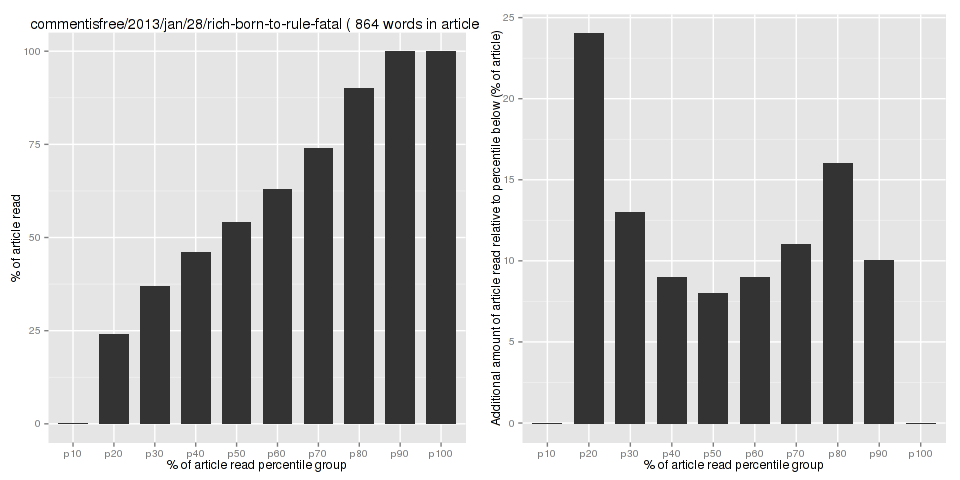 commentisfree/2013/jan/28/rich-born-to-rule-fatal ( 864 words in article
100
75
50
25
0
% of article read
p10 p20 p30 p40 p50 p60 p70 p80 p90 p100
% of article read percentile group
25
20
15
10
5
0
Additional amount of article read relative to percentile below (% of article)
p10 p20 p30 p40 p50 p60 p70 p80 p90 p100
% of article read percentile group